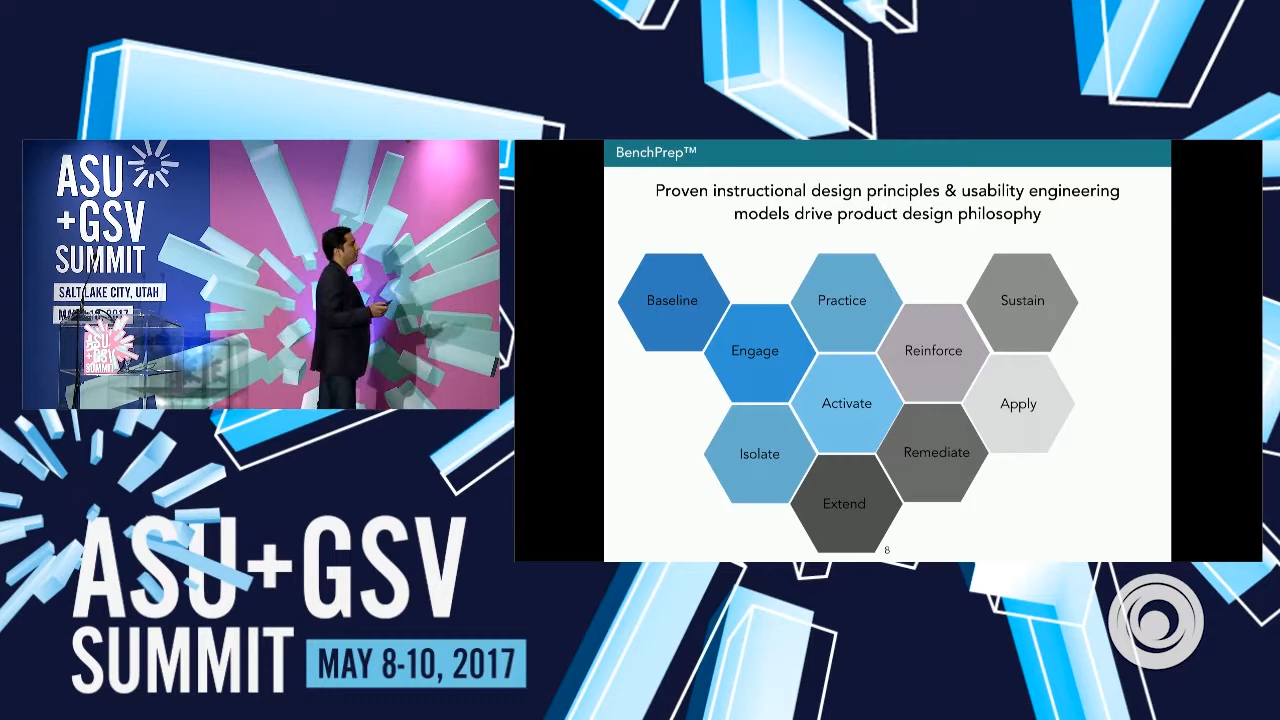 ASU
+GSV
SUMMIT
SALT LAKE CITY, UTAH
ASU
+GSV
SUMMIT
BenchPrep™
Proven instructional design principles & usability engineering
models drive product design philosophy
Baseline
Practice
Sustain
Engage
Reinforce
Activate
Apply
Isolate
Remediate
Extend
8
ASU+GSV
SUMMIT
MAY 8-10, 2017